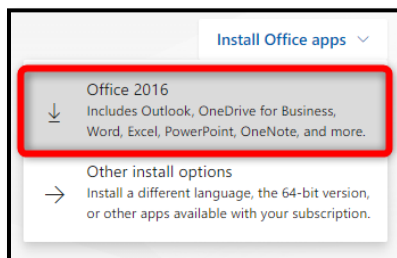 Install Office apps
Office 2016
Includes Outlook, OneDrive for Business,
Word, Excel, PowerPoint, OneNote, and more.
Other install options
Install a different language, the 64-bit version,
or other apps available with your subscription.